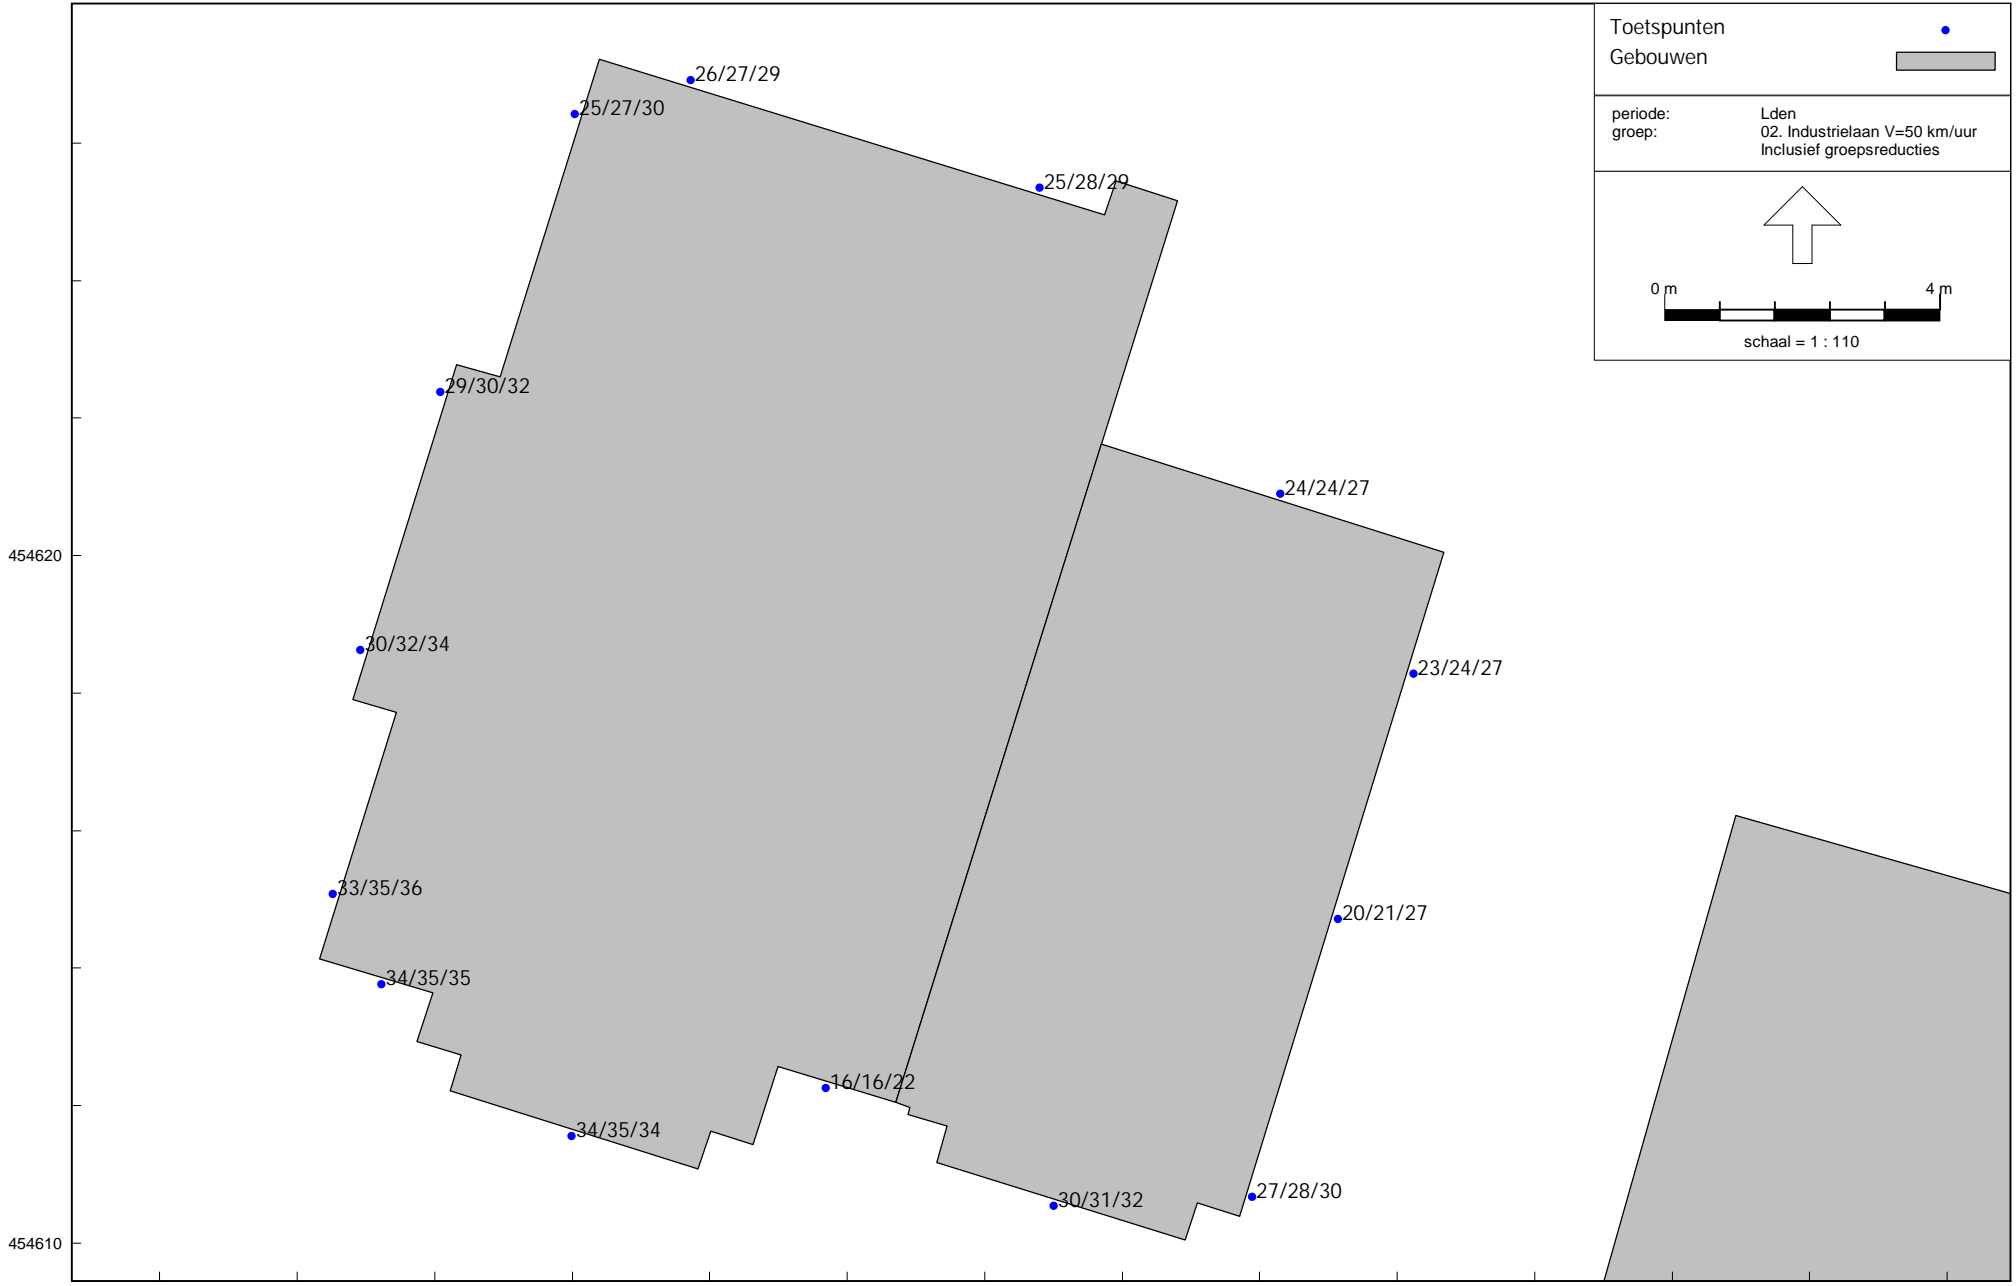 Toetspunten
Gebouwen
periode: Lden
groep: 02. Industrielaan V=50 km/uur
Inclusief groepsreducties
0 m 4 m
schaal = 1 : 110
26/27/29
25/27/30
25/28/29
29/30/32
24/24/27
454620
30/32/34
23/24/27
33/35/36
20/21/27
34/35/35
16/16/22
34/35/34
27/28/30
30/31/32
454610